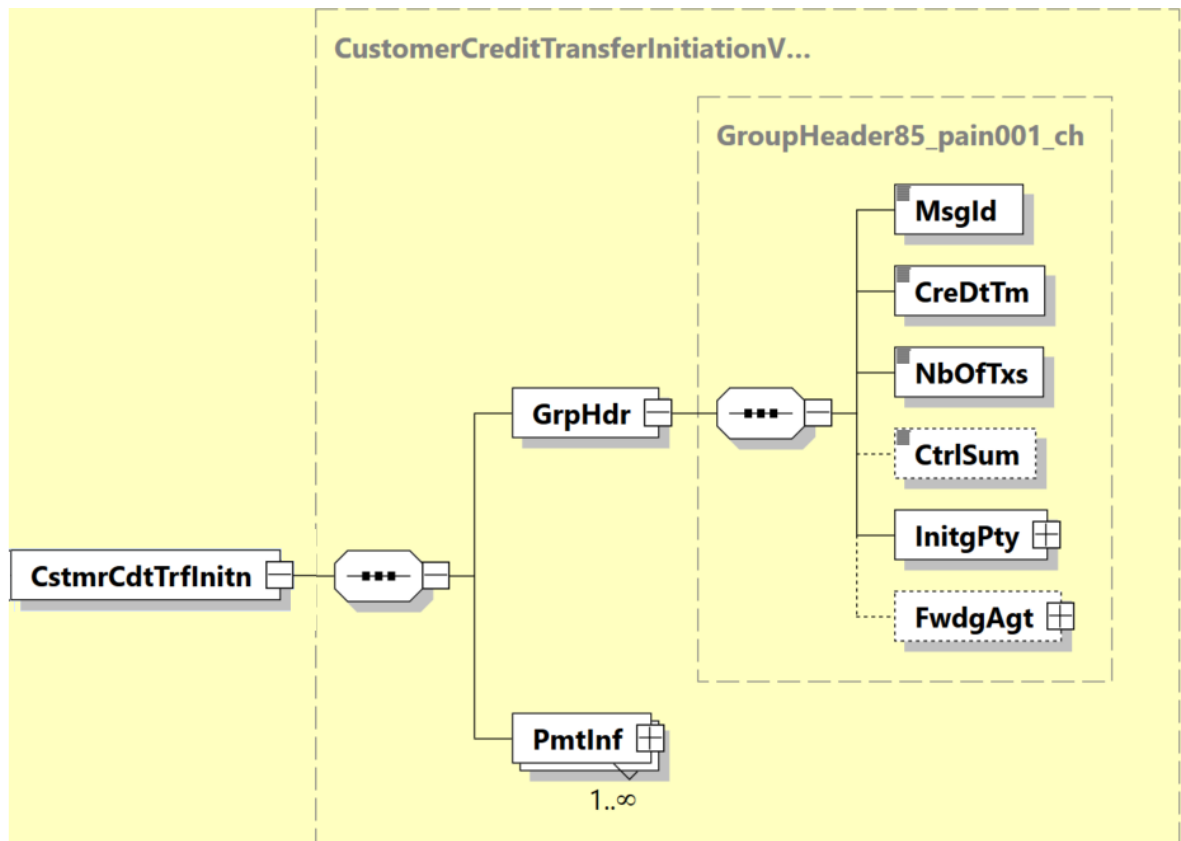 CustomerCreditTransferInitiationV...
GroupHeader85_pain001_ch
MsgId
CreDtTm
NbOfTxs
GrpHdr
CtrlSum
InitgPty
CstmrCdtTrfInitn
FwdgAgt
PmtInf
1..∞